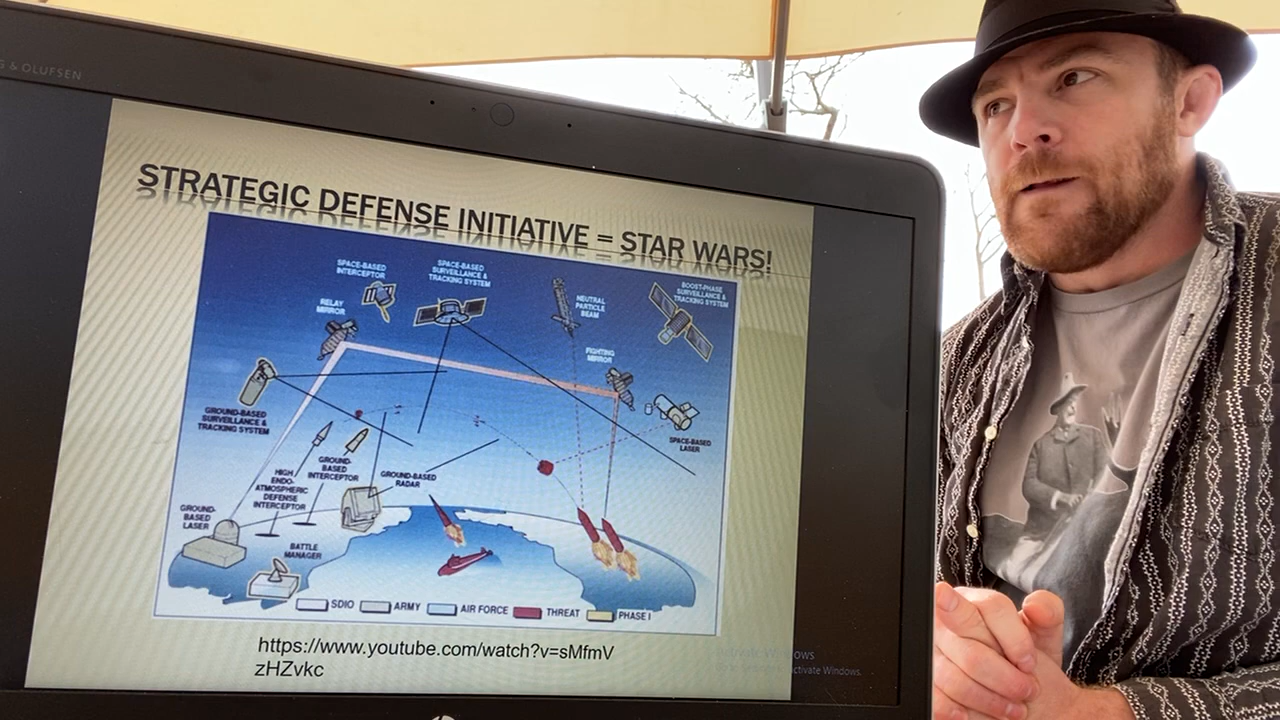 & OLUFSEN
STRATEGIC DEFENSE INITIATIVE = STAR WARS!
SPACE-BASED
INTERCEPTOR
SPACE-BASED
SURVEILLANCE &
TRACKING SYSTEM
NEUTRAL
PARTICLE
BEAM
BOOST-PHASE
SURVEILLANCE &
TRACKING SYSTEM
RELAY
MIRROR
FIGHTING
MIRROR
GROUND-BASED
SURVEILLANCE &
TRACKING SYSTEM
SPACE-BASED
LASER
HIGH
ENDO-
ATMOSPHERIC
DEFENSE
INTERCEPTOR
GROUND-
BASED
INTERCEPTOR
GROUND-BASED
RADAR
GROUND-
BASED
LASER
BATTLE
MANAGER
SDIO ARMY AIR FORCE THREAT PHASE I
https://www.youtube.com/watch?v=sMfmV
zHZvkc
ctivate Windows.